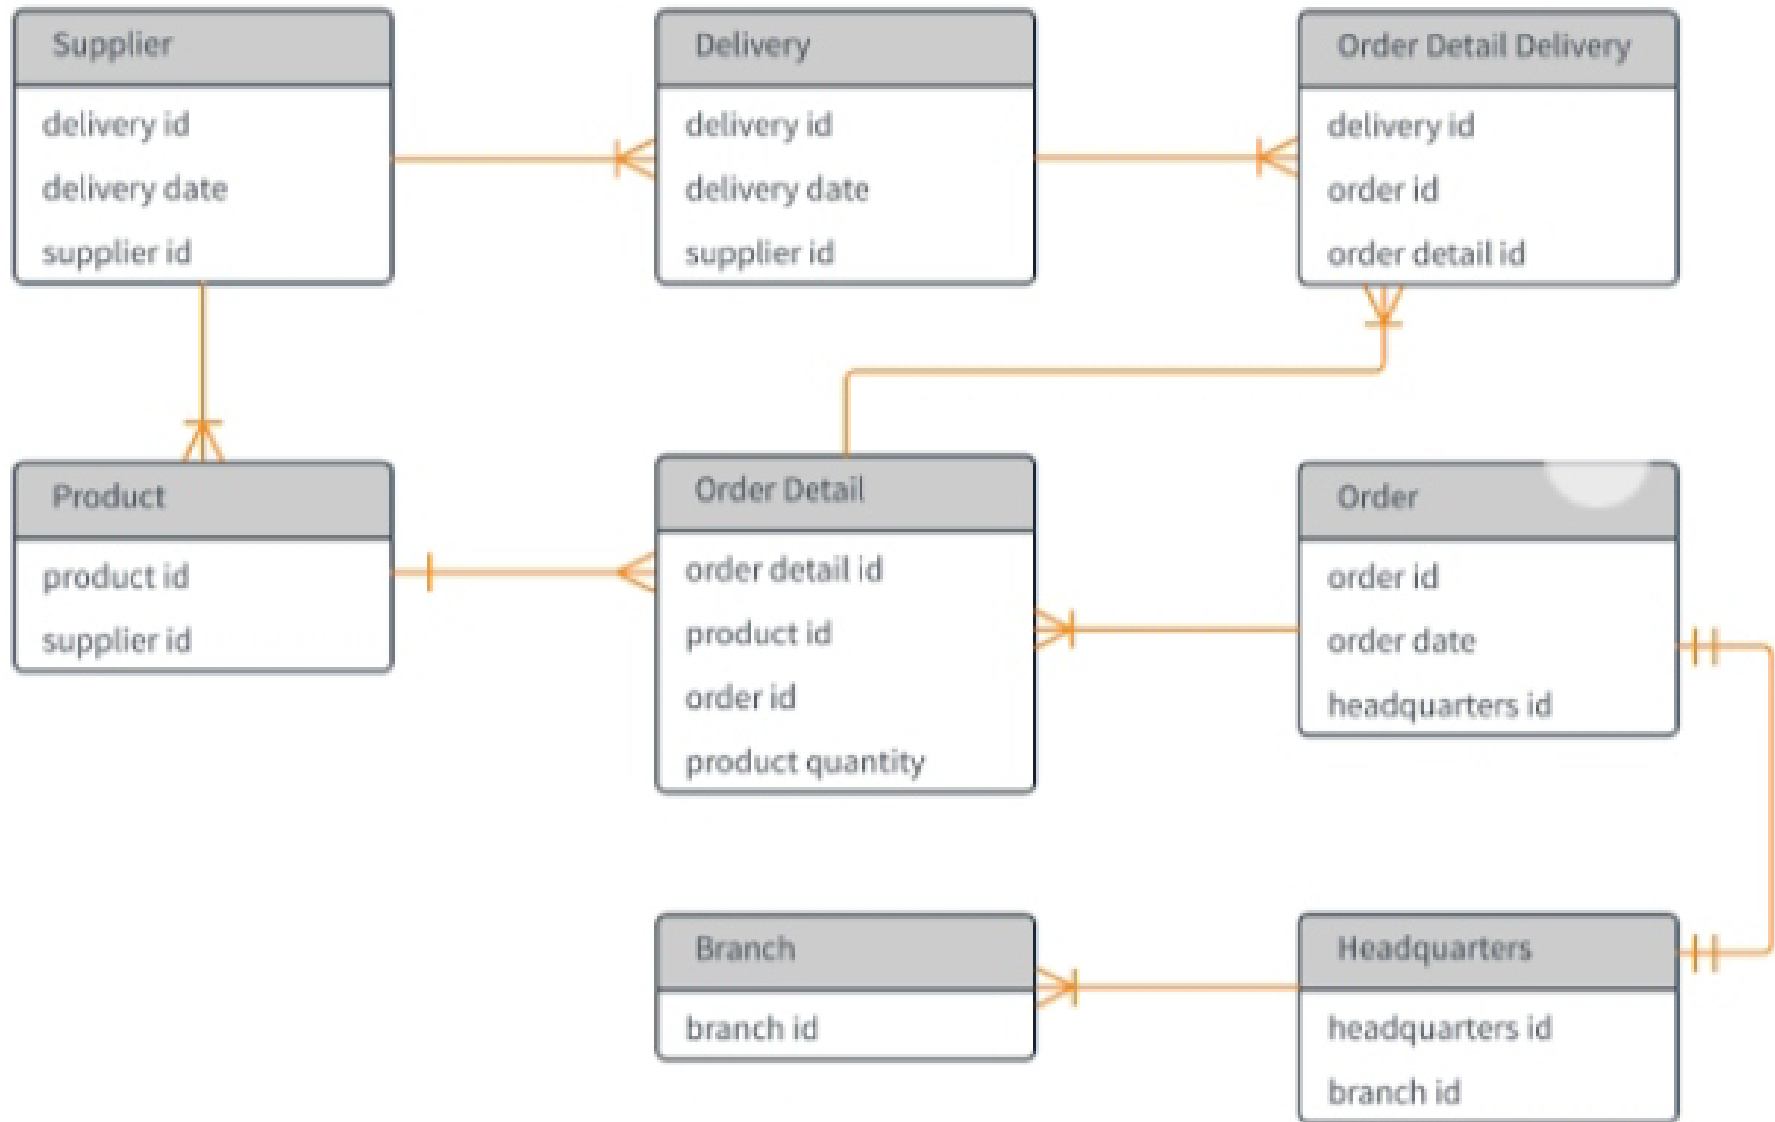 Supplier
delivery id
delivery date
supplier id
Delivery
delivery id
delivery date
supplier id
Order Detail Delivery
delivery id
order id
order detail id
Product
product id
supplier id
Order Detail
order detail id
product id
order id
product quantity
Order
order id
order date
headquarters id
Branch
branch id
Headquarters
headquarters id
branch id